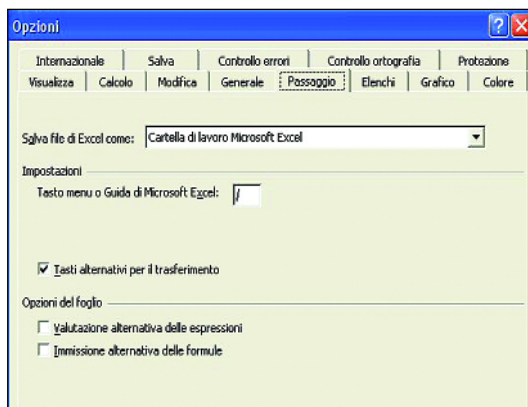 Opzioni
Internazionale Salva Controllo errori Controllo ortografia Protezione
Visualizza Calcolo Modifica Generale Passaggio Elenchi Grafico Colore
Salva file di Excel come: Cartella di lavoro Microsoft Excel
Impostazioni
Tasto menu o Guida di Microsoft Excel: /
Tasti alternativi per il trasferimento
Opzioni del foglio
Valutazione alternativa delle espressioni
Immissione alternativa delle formule